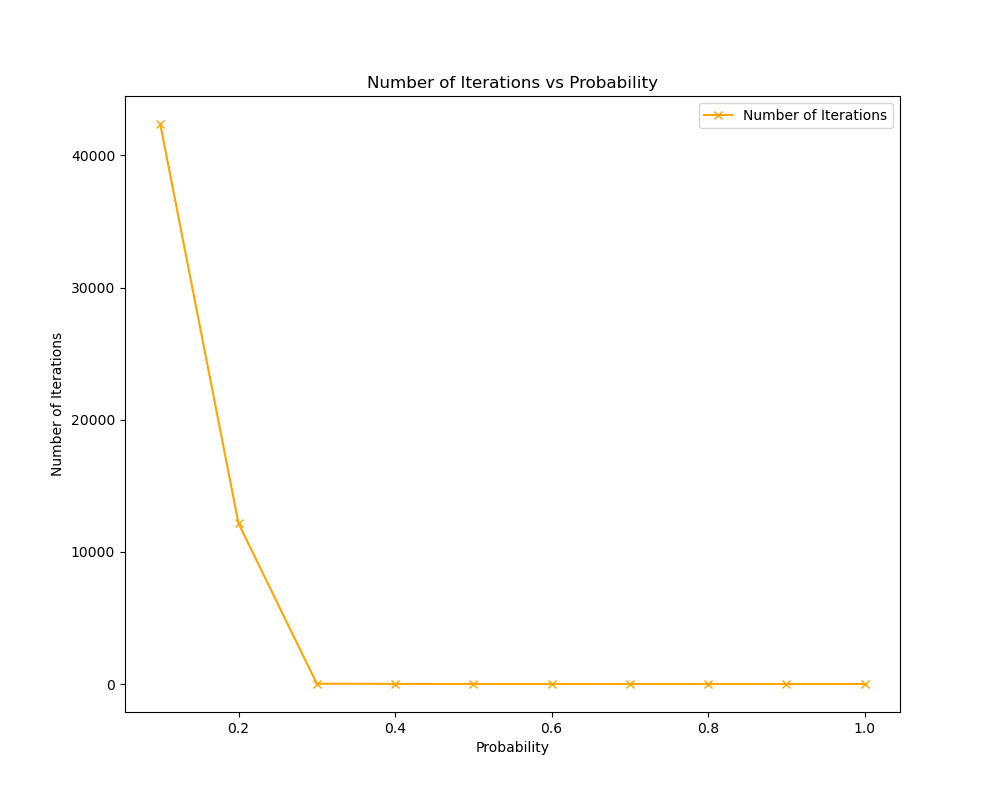 Number of Iterations vs Probability
Number of Iterations
40000
30000
20000
10000
0
Number of Iterations
0.2
0.4
0.6
0.8
1.0
Probability